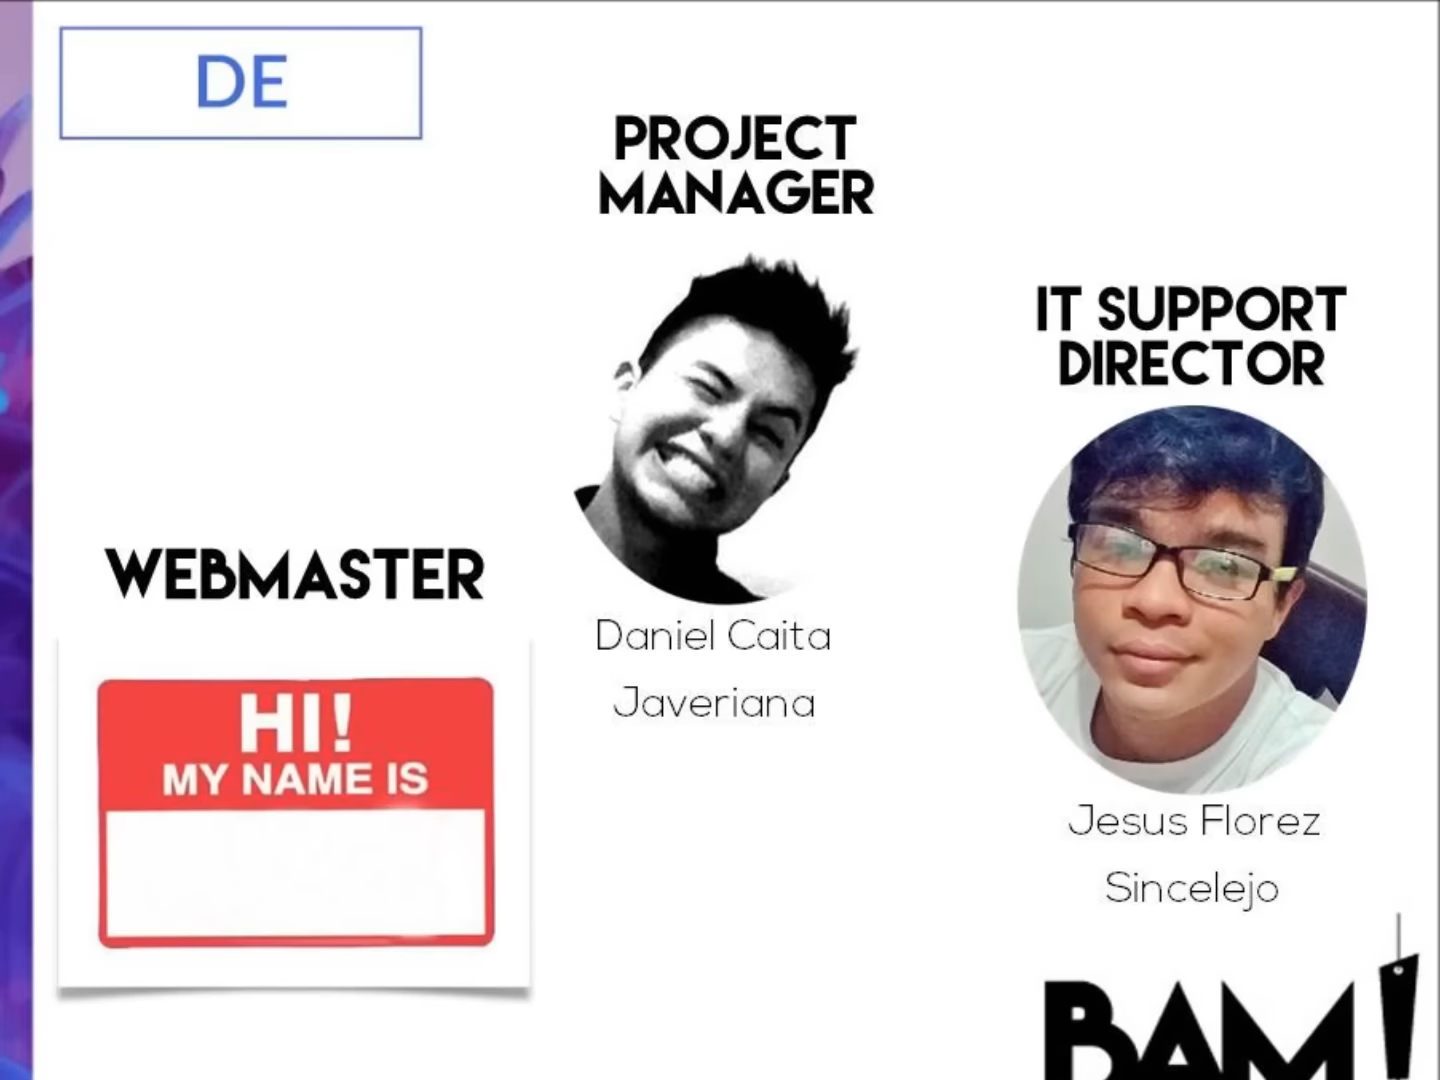 DE
PROJECT
MANAGER
IT SUPPORT
DIRECTOR
WEBMASTER
Daniel Caita
Javeriana
HI!
MY NAME IS
Jesus Florez
Sincelejo
BAM!